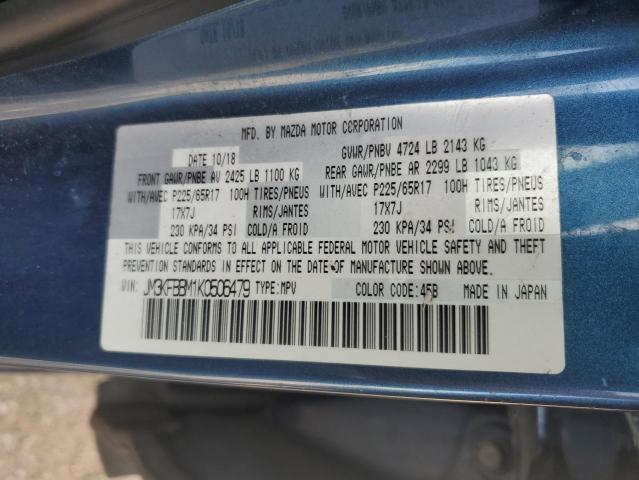 MFD. BY MAZDA MOTOR CORPORATION
DATE 10/18 GVWR/PNBV 4724 LB 2143 KG
FRONT GAWR/PNBE AV 2425 LB 1100 KG REAR GAWR/PNBE AR 2299 LB 1043 KG
WITH/AVEC P225/65R17 100H TIRES/PNEUS WITH/AVEC P225/65R17 100H TIRES/PNEUS
17X7J RIMS/JANTES 17X7J RIMS/JANTES
230 KPA/34 PSI COLD/A FROID 230 KPA/34 PSI COLD/A FROID
THIS VEHICLE CONFORMS TO ALL APPLICABLE FEDERAL MOTOR VEHICLE SAFETY AND THEFT
PREVENTION STANDARDS IN EFFECT ON THE DATE OF MANUFACTURE SHOWN ABOVE.
VIN: JM3KFBBM1K0506479 TYPE:MPV COLOR CODE:45B MADE IN JAPAN